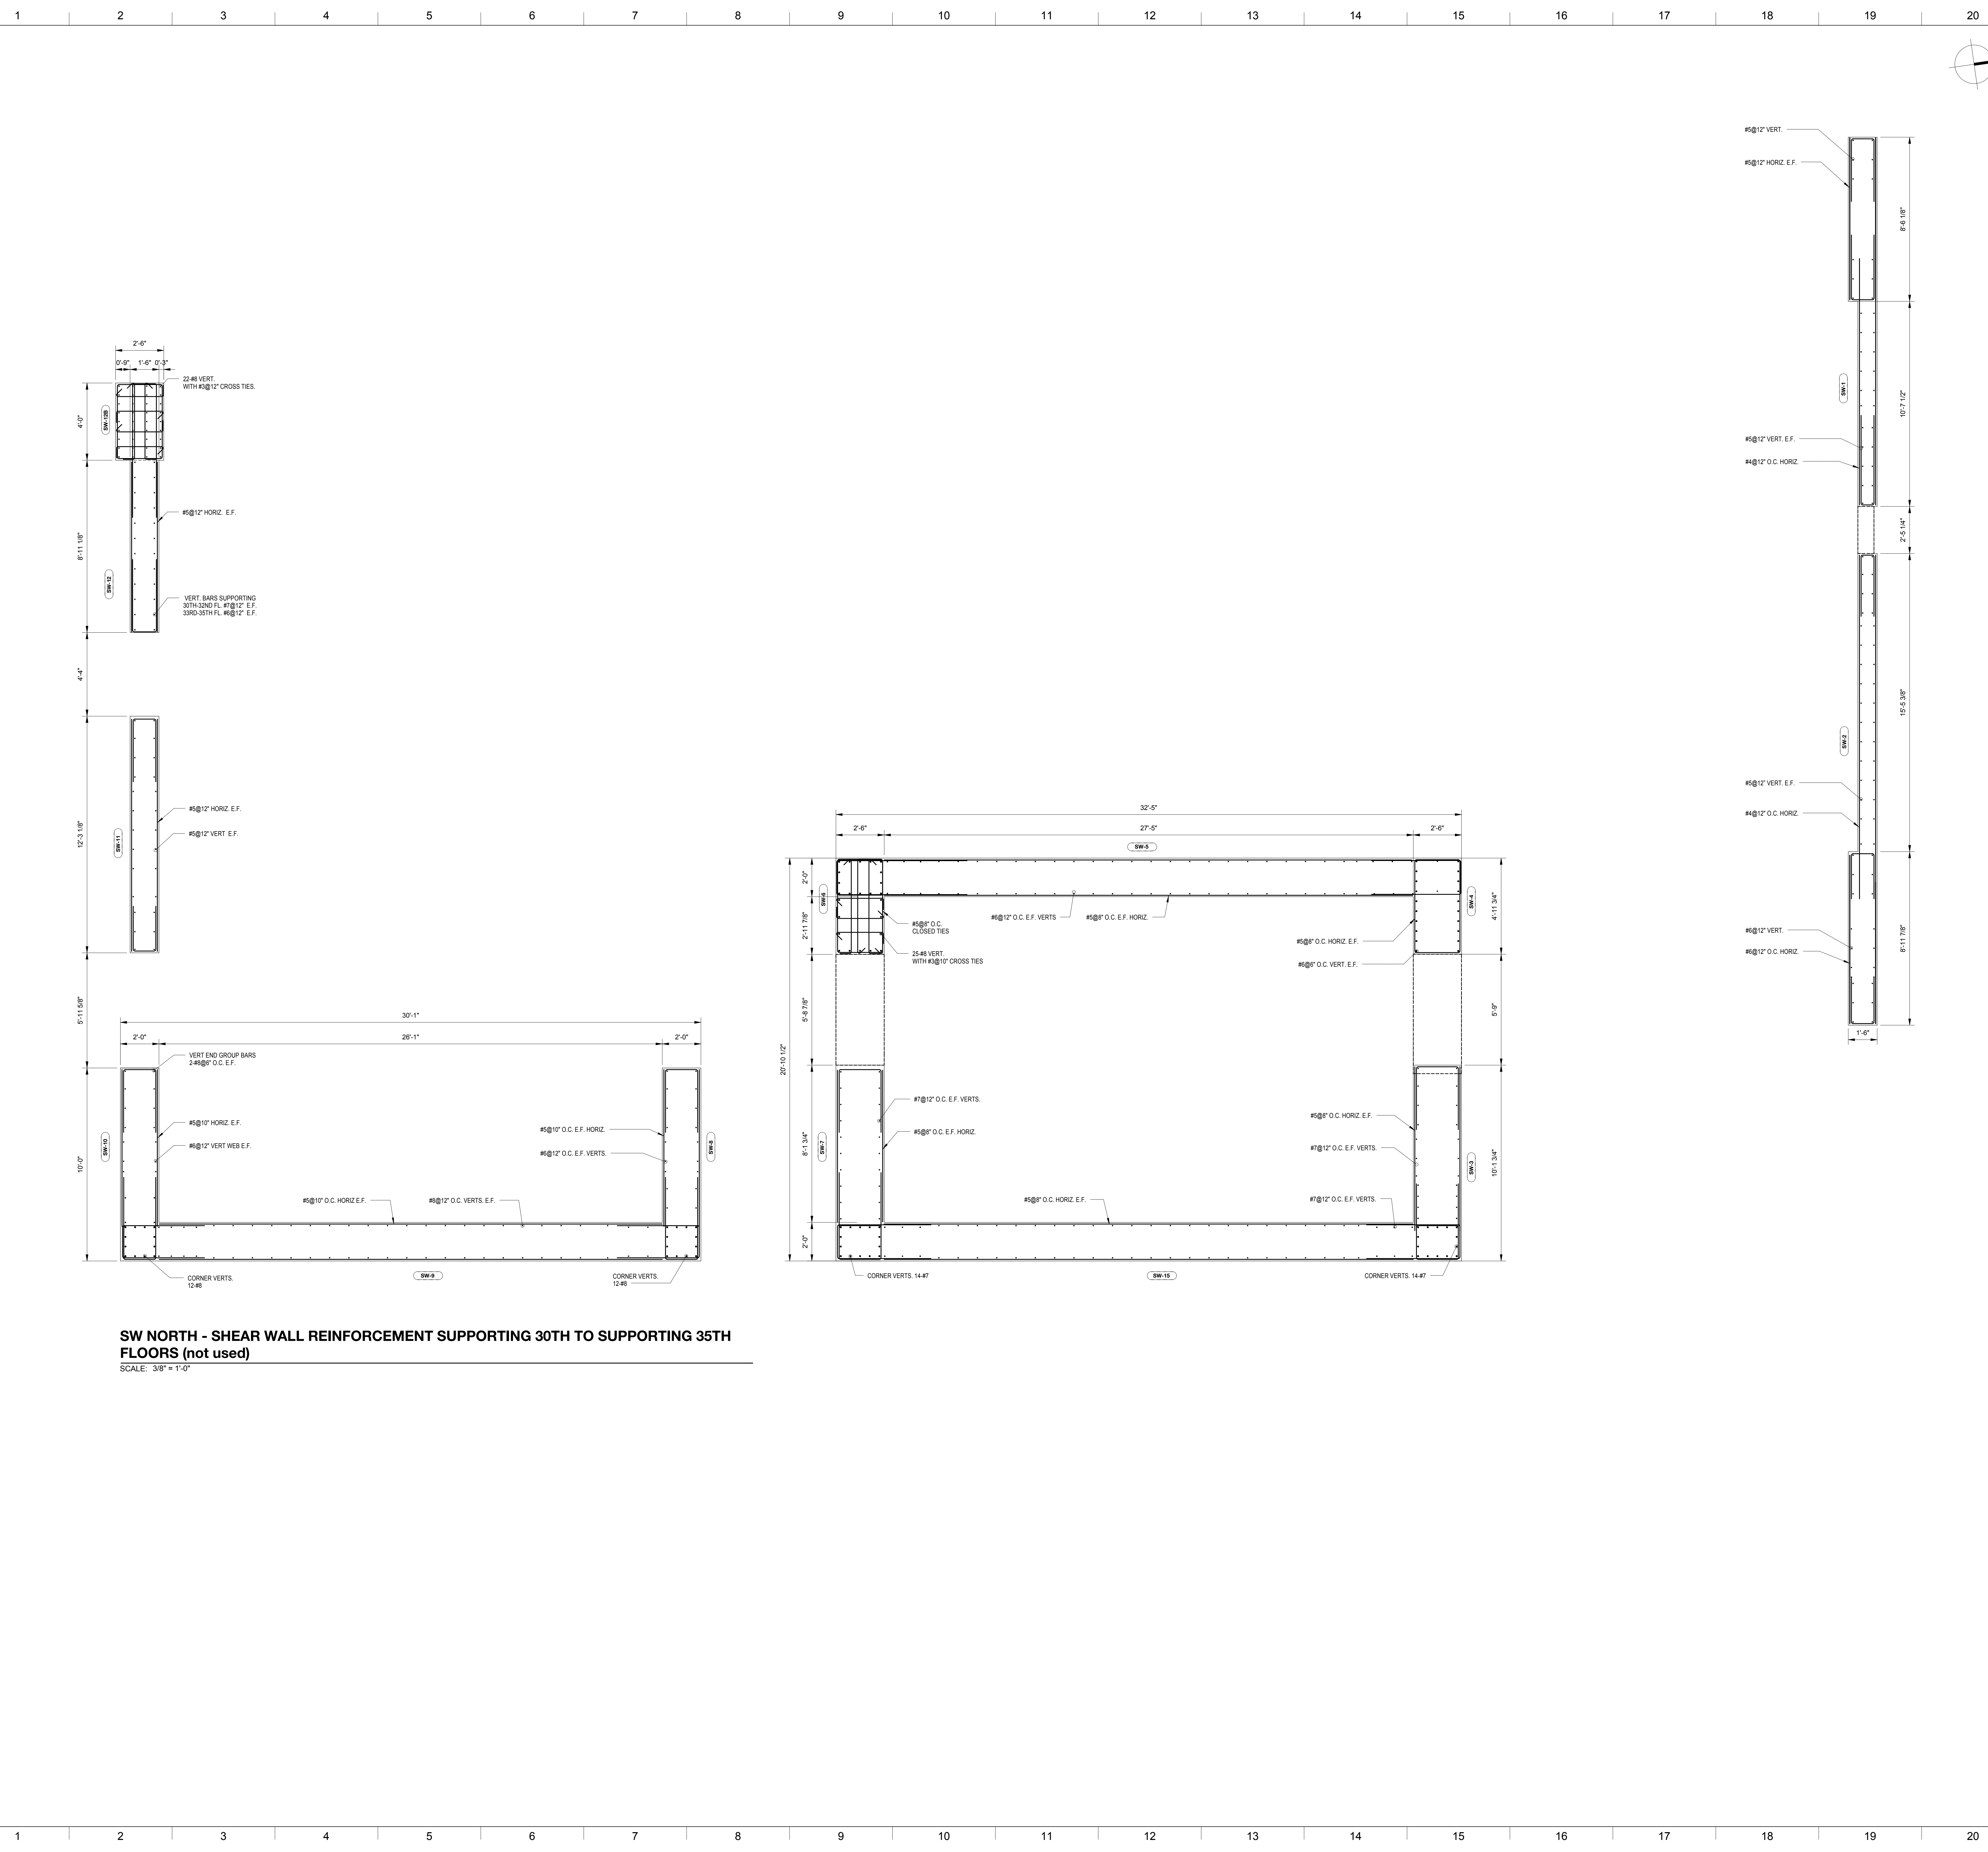 1 2 3 4 5 6 7 8 9 10 11 12 13 14 15 16 17 18 19 20
#5@12" VERT.
#5@12" HORIZ. E.F.
8'-6 1/8"
SW-1
10'-7 1/2"
#5@12" VERT. E.F.
#4@12" O.C. HORIZ.
2'-5 1/4"
SW-2
15'-5 3/8"
#5@12" VERT. E.F.
#4@12" O.C. HORIZ.
#6@12" VERT.
#6@12" O.C. HORIZ.
8'-11 7/8"
1'-6"
2'-6"
0'-9" 1'-6" 0'-3"
22-#8 VERT.
WITH #3@12" CROSS TIES.
4'-0"
SW-12B
#5@12" HORIZ. E.F.
8'-11 1/8"
SW-12
VERT. BARS SUPPORTING
30TH-32ND FL. #7@12" E.F.
33RD-35TH FL. #6@12" E.F.
4'-4"
12'-3 1/8"
SW-11
#5@12" HORIZ. E.F.
#5@12" VERT E.F.
5'-11 5/8"
30'-1"
2'-0" 26'-1" 2'-0"
VERT END GROUP BARS
2-#8@6" O.C. E.F.
#5@10" HORIZ. E.F.
#6@12" VERT WEB E.F.
10'-0"
SW-10
#5@10" O.C. E.F. HORIZ.
#6@12" O.C. E.F. VERTS.
SW-8
#5@10" O.C. HORIZ E.F.
#8@12" O.C. VERTS. E.F.
CORNER VERTS.
12-#8
SW-9
CORNER VERTS.
12-#8
32'-5"
2'-6" 27'-5" 2'-6"
SW-5
2'-0"
SW-6
2'-11 7/8"
#5@8" O.C.
CLOSED TIES
25-#8 VERT.
WITH #3@10" CROSS TIES
#6@12" O.C. E.F. VERTS
#5@8" O.C. E.F. HORIZ.
#5@8" O.C. HORIZ. E.F.
#6@6" O.C. VERT. E.F.
SW-4
4'-11 3/4"
5'-8 7/8"
5'-9"
20'-10 1/2"
#7@12" O.C. E.F. VERTS.
#5@8" O.C. E.F. HORIZ.
8'-1 3/4"
SW-7
#5@8" O.C. HORIZ. E.F.
#7@12" O.C. E.F. VERTS.
SW-3
10'-1 3/4"
#5@8" O.C. HORIZ. E.F.
#7@12" O.C. E.F. VERTS.
2'-0"
CORNER VERTS. 14-#7
SW-15
CORNER VERTS. 14-#7
SW NORTH - SHEAR WALL REINFORCEMENT SUPPORTING 30TH TO SUPPORTING 35TH
FLOORS (not used)
SCALE: 3/8" = 1'-0"
1 2 3 4 5 6 7 8 9 10 11 12 13 14 15 16 17 18 19 20